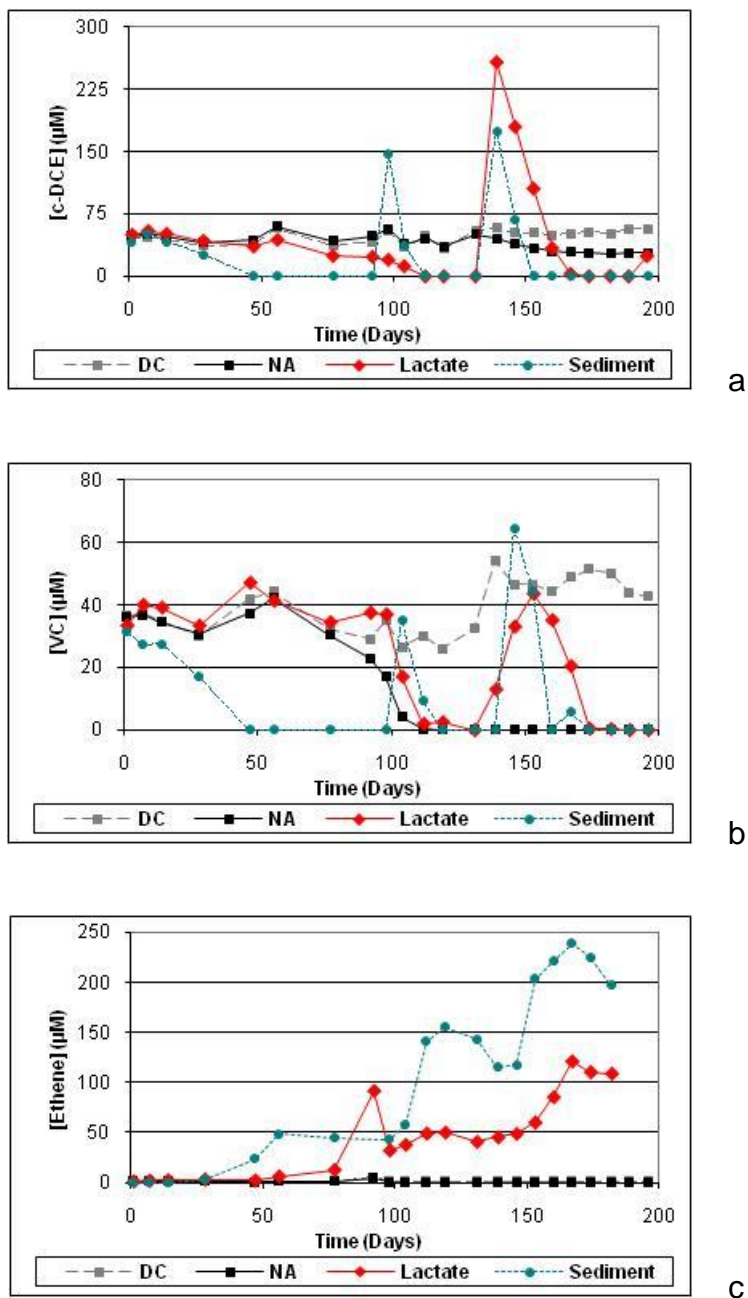 300
225
150
75
0
[c-DCE] (µM)
0 50 100 150 200
Time (Days)
DC NA Lactate Sediment
a
80
60
40
20
0
[VC] (µM)
0 50 100 150 200
Time (Days)
DC NA Lactate Sediment
b
250
200
150
100
50
0
[Ethene] (µM)
0 50 100 150 200
Time (Days)
DC NA Lactate Sediment
c